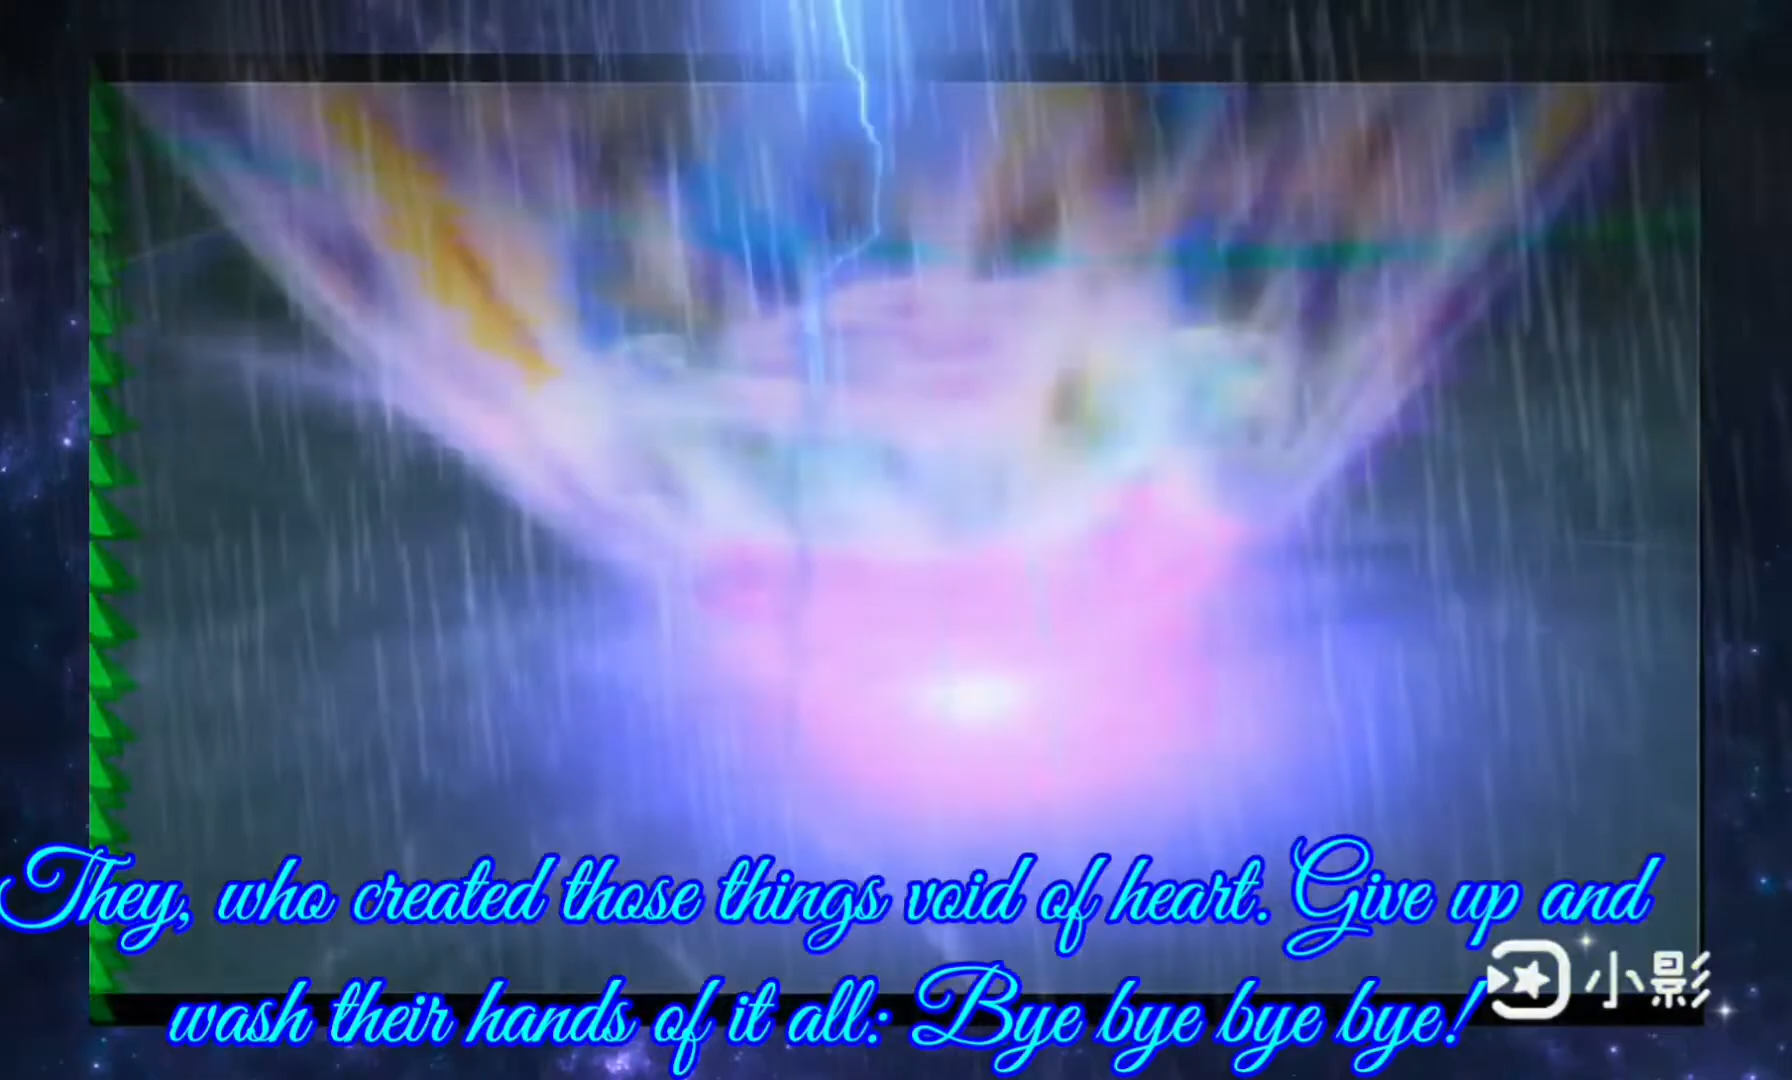 They, who created those things void of heart. Give up and
wash their hands of it all: Bye bye bye bye!
小影